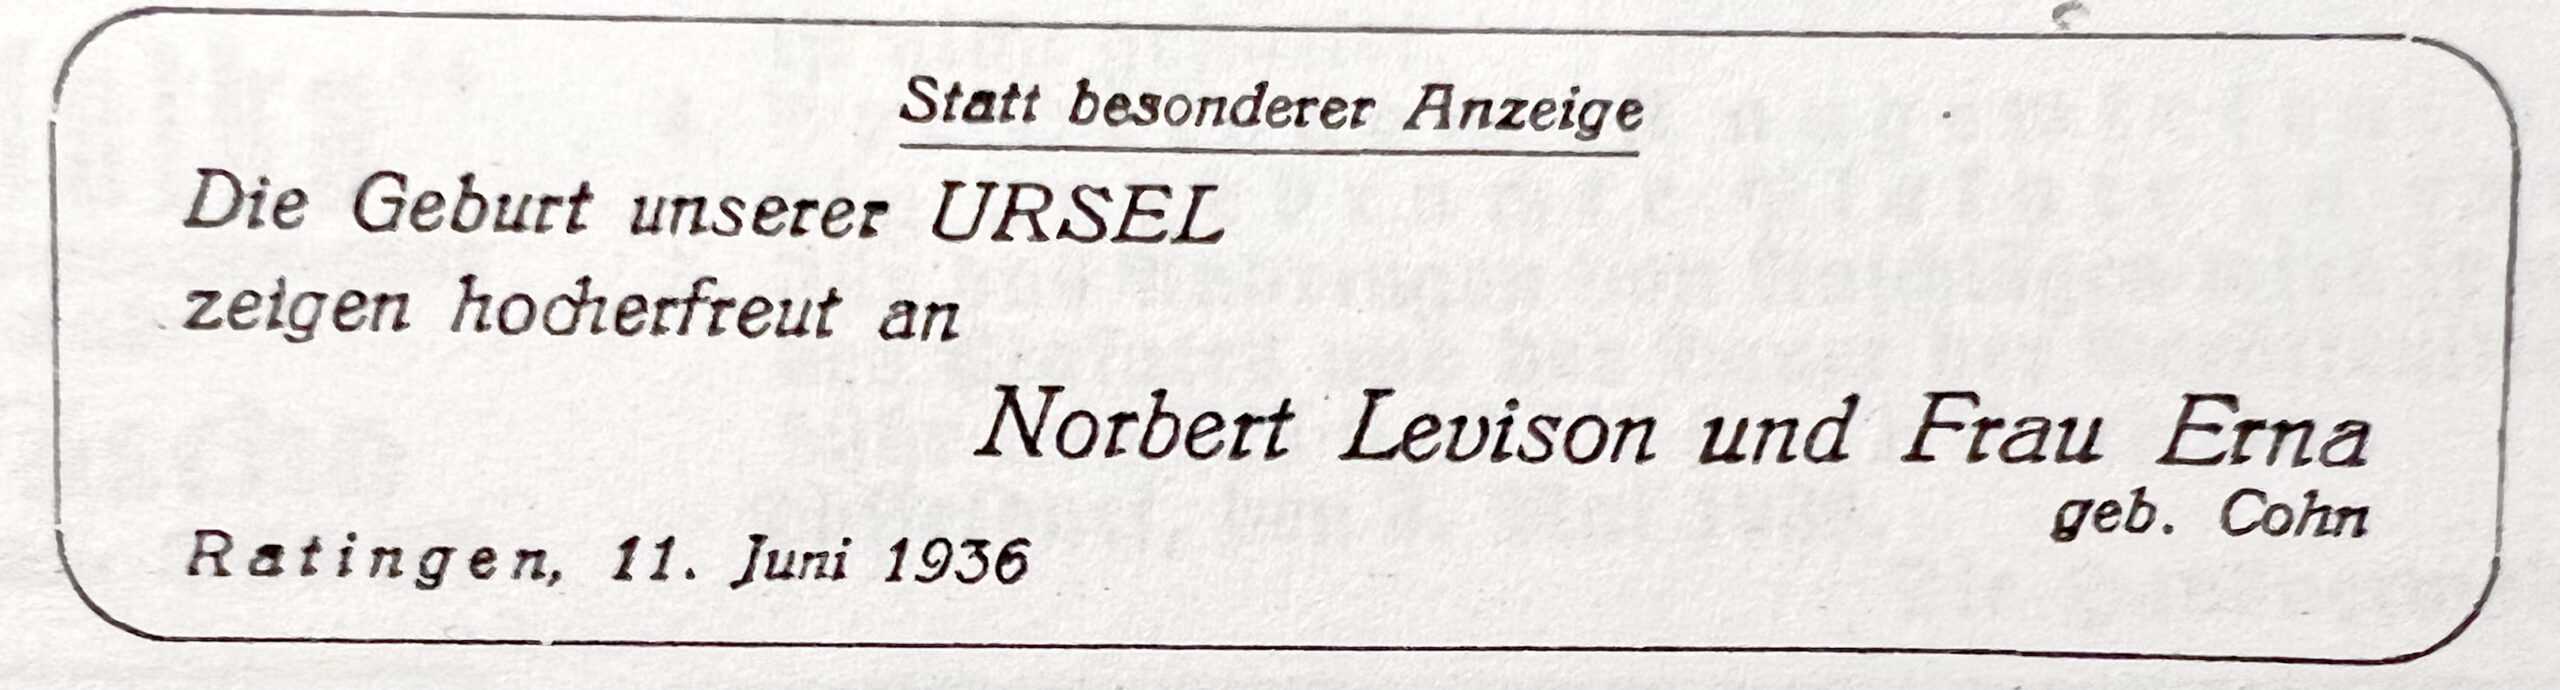 Statt besonderer Anzeige
Die Geburt unserer URSEL
zeigen hocherfreut an
Norbert Levison und Frau Erna
geb. Cohn
Ratingen, 11. Juni 1936